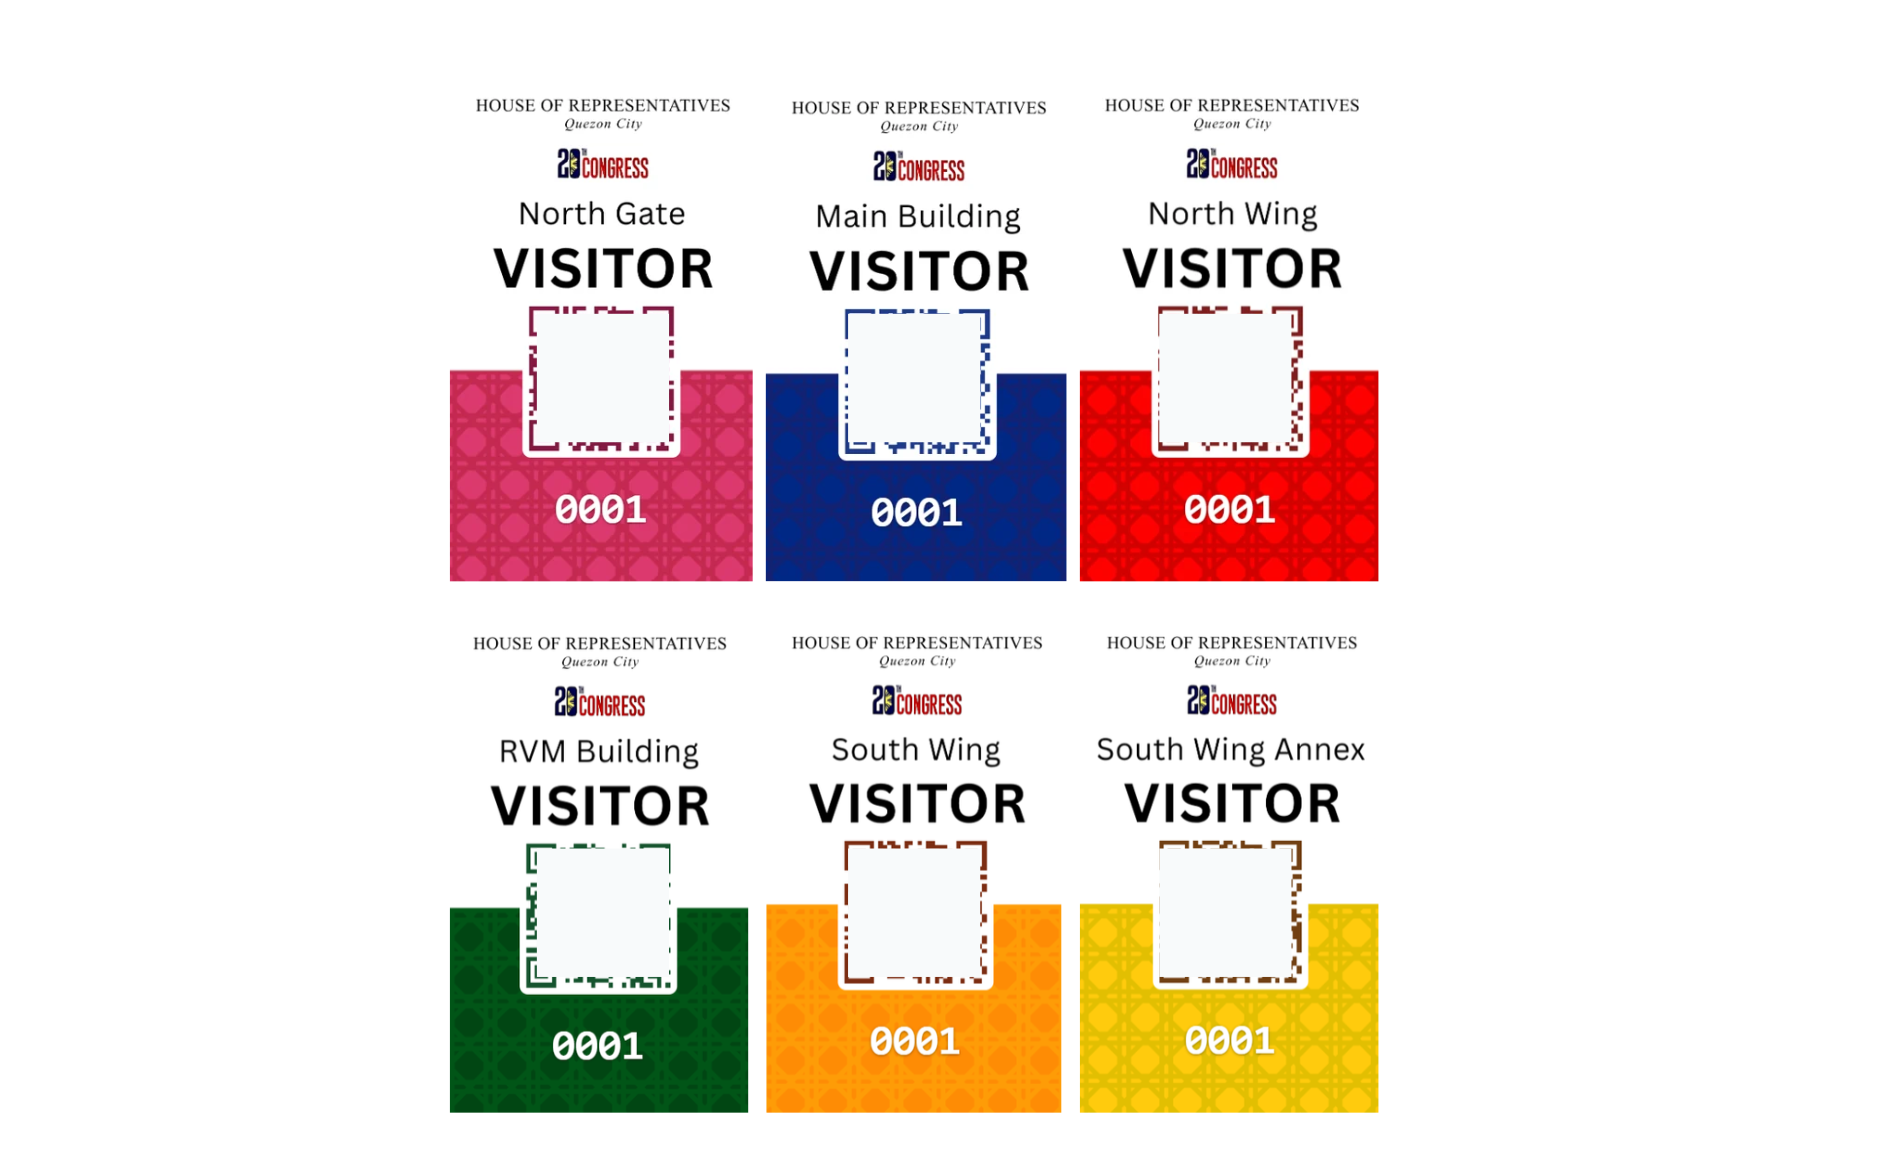 HOUSE OF REPRESENTATIVES
Quezon City
20TH CONGRESS
North Gate
VISITOR
0001
HOUSE OF REPRESENTATIVES
Quezon City
20TH CONGRESS
Main Building
VISITOR
0001
HOUSE OF REPRESENTATIVES
Quezon City
20TH CONGRESS
North Wing
VISITOR
0001
HOUSE OF REPRESENTATIVES
Quezon City
20TH CONGRESS
RVM Building
VISITOR
0001
HOUSE OF REPRESENTATIVES
Quezon City
20TH CONGRESS
South Wing
VISITOR
0001
HOUSE OF REPRESENTATIVES
Quezon City
20TH CONGRESS
South Wing Annex
VISITOR
0001